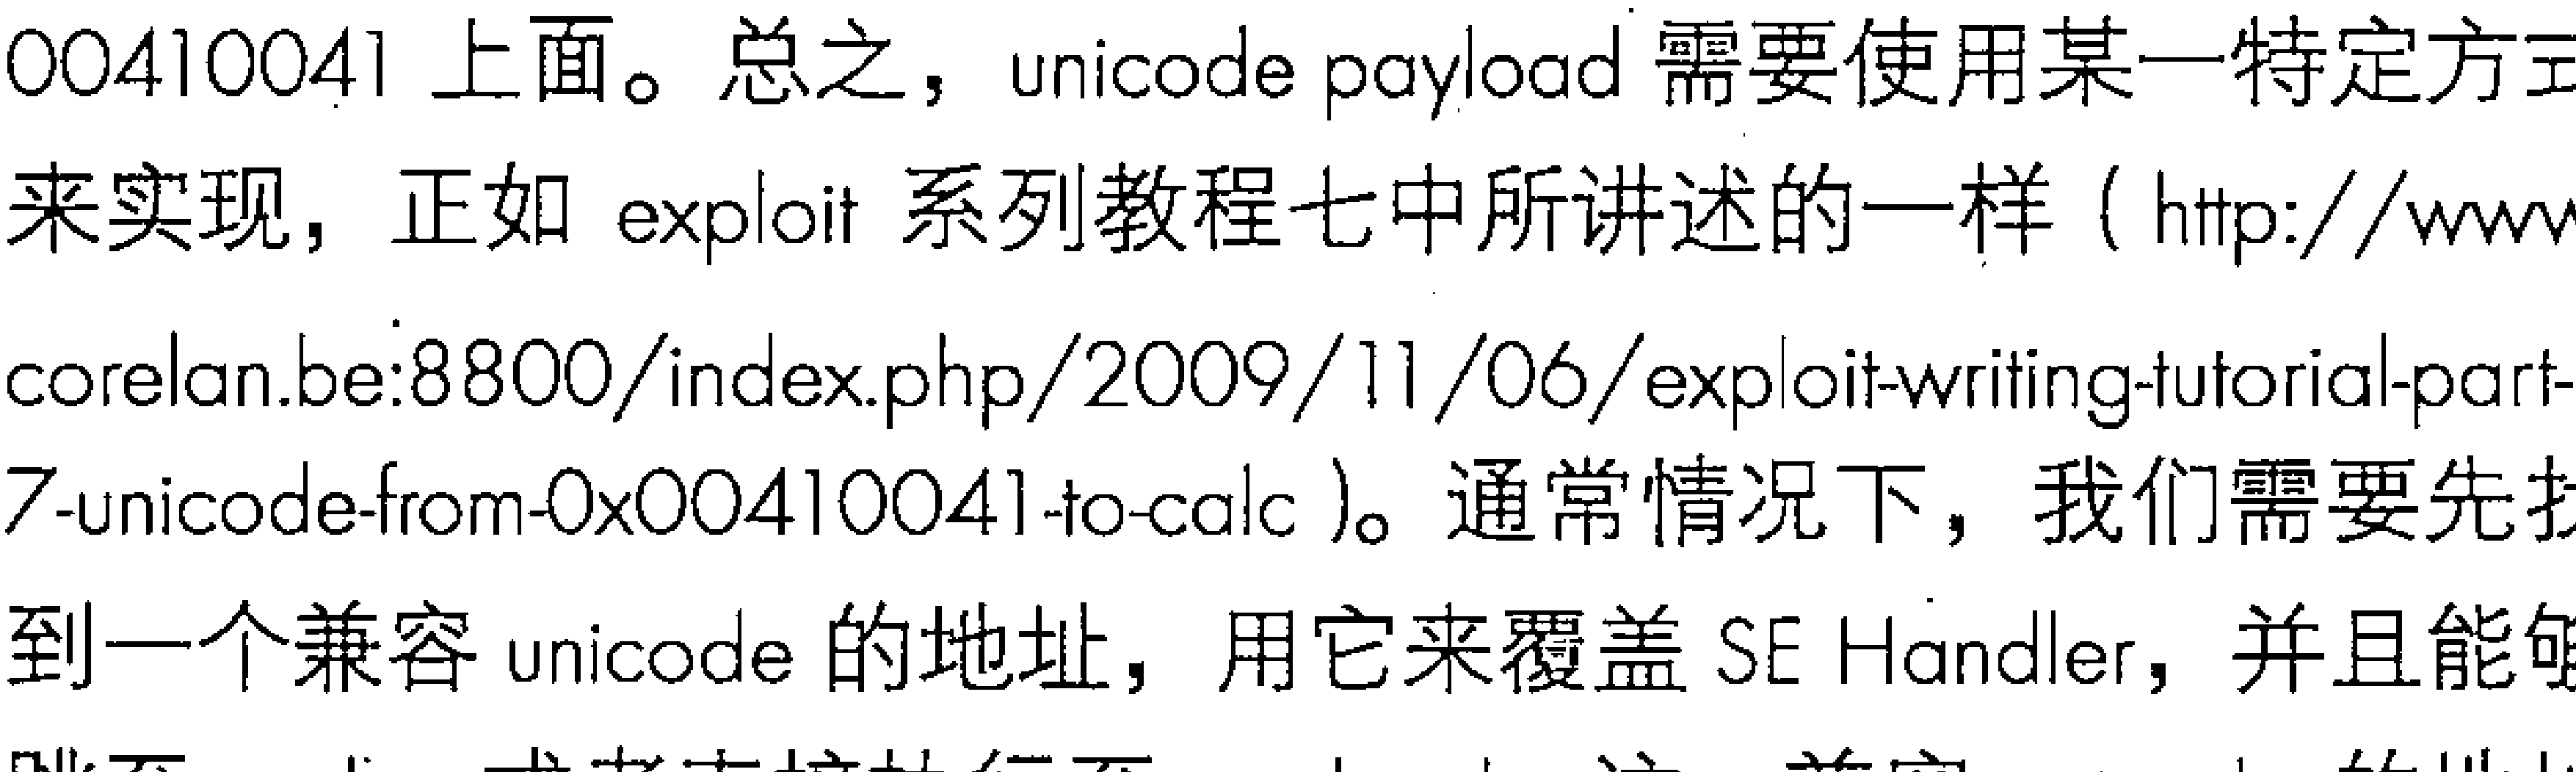 00410041 上面。总之，unicode payload 需要使用某一特定方式
来实现，正如 exploit 系列教程七中所讲述的一样（http://www
corelan.be:8800/index.php/2009/11/06/exploit-writing-tutorial-part-
7-unicode-from-0x00410041-to-calc )。通常情况下，我们需要先找
到一个兼容 unicode 的地址，用它来覆盖 SE Handler，并且能够